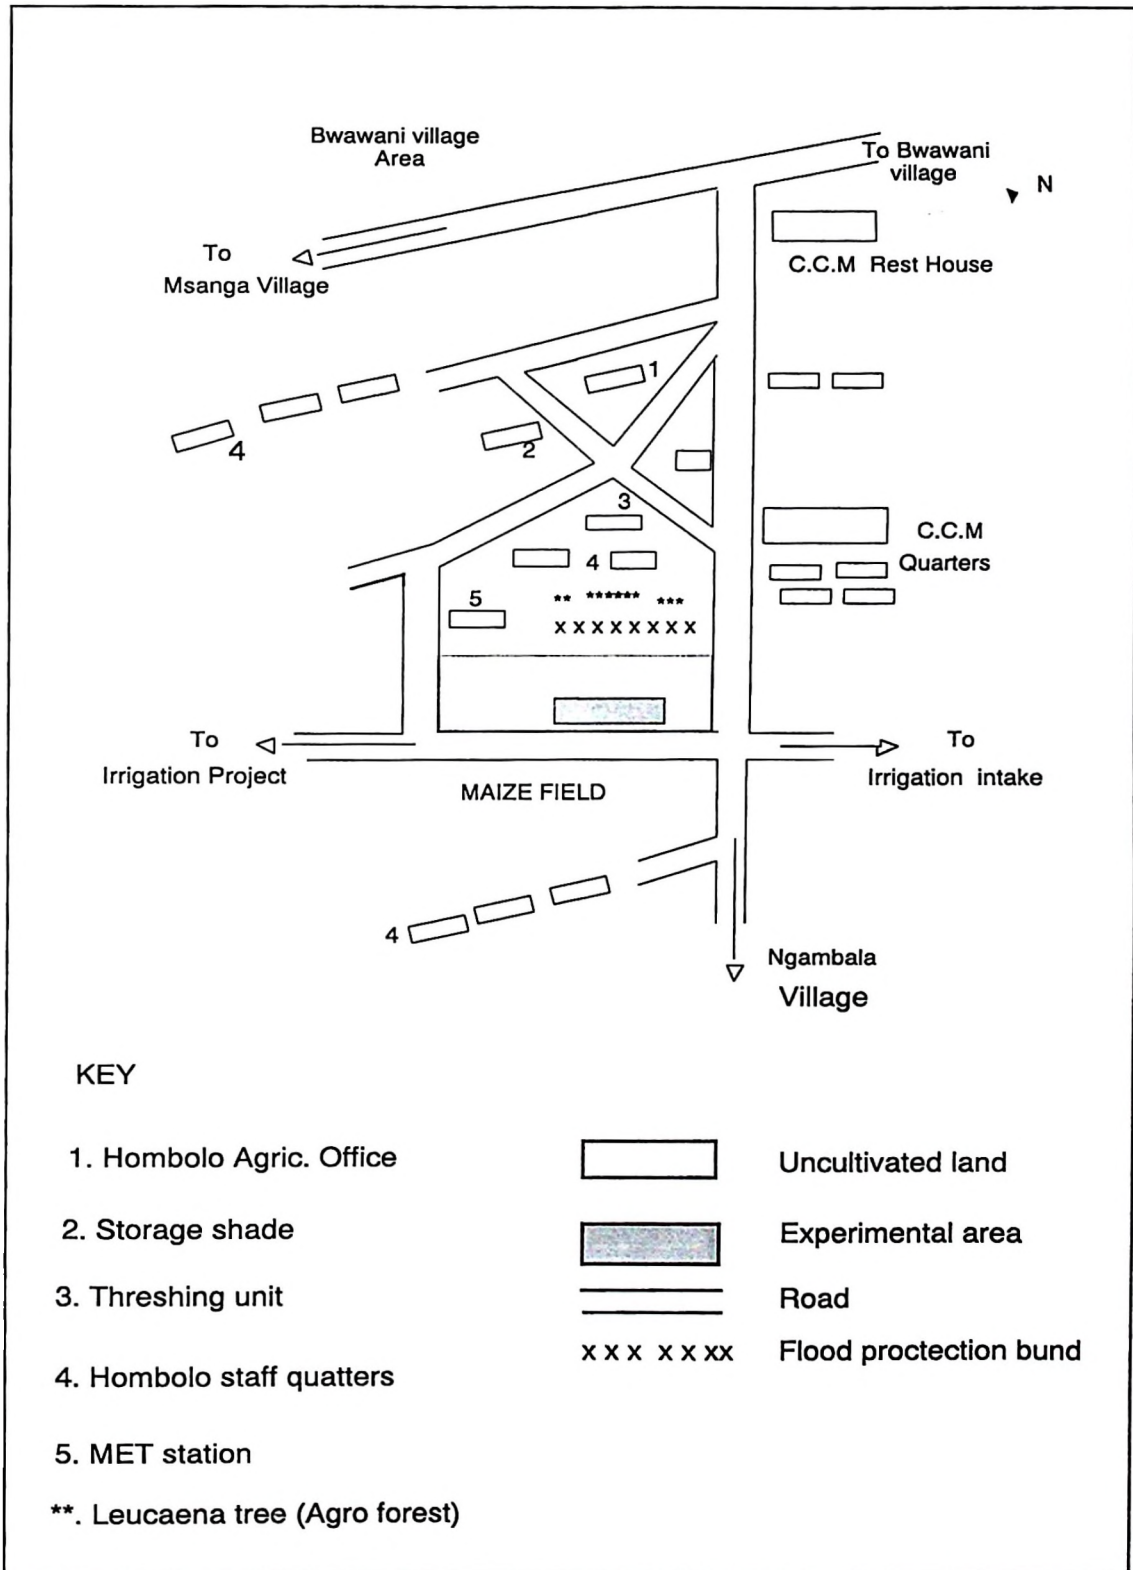 Bwawani village
Area
To Bwawani
village
N
To
Msanga Village
C.C.M Rest House
1
4
2
3
C.C.M
Quarters
4
5
** ****** ***
x x x x x x x x
To
Irrigation Project
To
Irrigation intake
MAIZE FIELD
4
Ngambala
Village
KEY
1. Hombolo Agric. Office
Uncultivated land
2. Storage shade
Experimental area
3. Threshing unit
Road
x x x x x xx Flood proctection bund
4. Hombolo staff quatters
5. MET station
**. Leucaena tree (Agro forest)